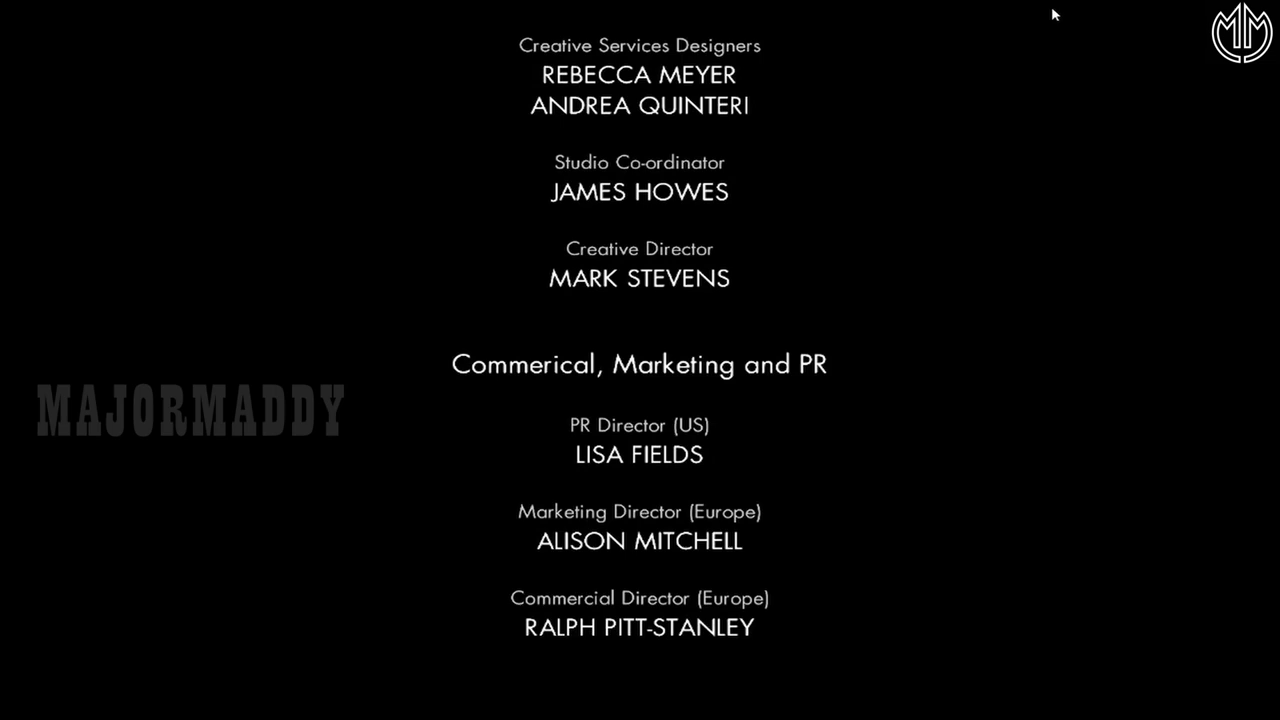 Creative Services Designers
REBECCA MEYER
ANDREA QUINTERI
Studio Co-ordinator
JAMES HOWES
Creative Director
MARK STEVENS
Commerical, Marketing and PR
MAJORMADDY
PR Director (US)
LISA FIELDS
Marketing Director (Europe)
ALISON MITCHELL
Commercial Director (Europe)
RALPH PITT-STANLEY